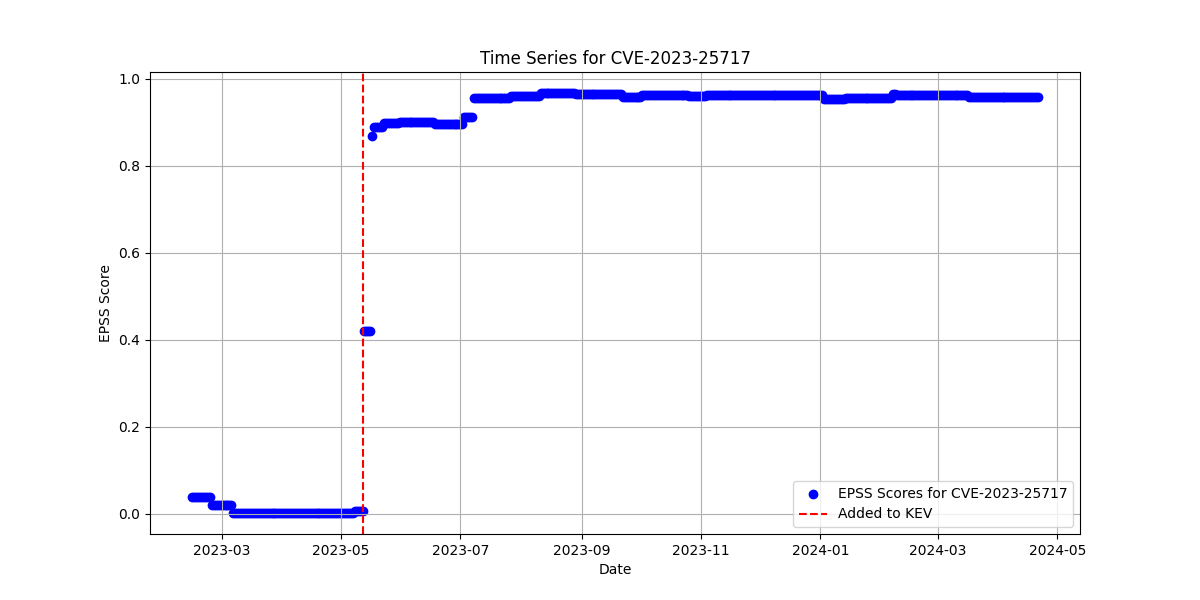 Time Series for CVE-2023-25717
EPSS Score
1.0
0.8
0.6
0.4
0.2
0.0
EPSS Scores for CVE-2023-25717
Added to KEV
2023-03 2023-05 2023-07 2023-09 2023-11 2024-01 2024-03 2024-05
Date